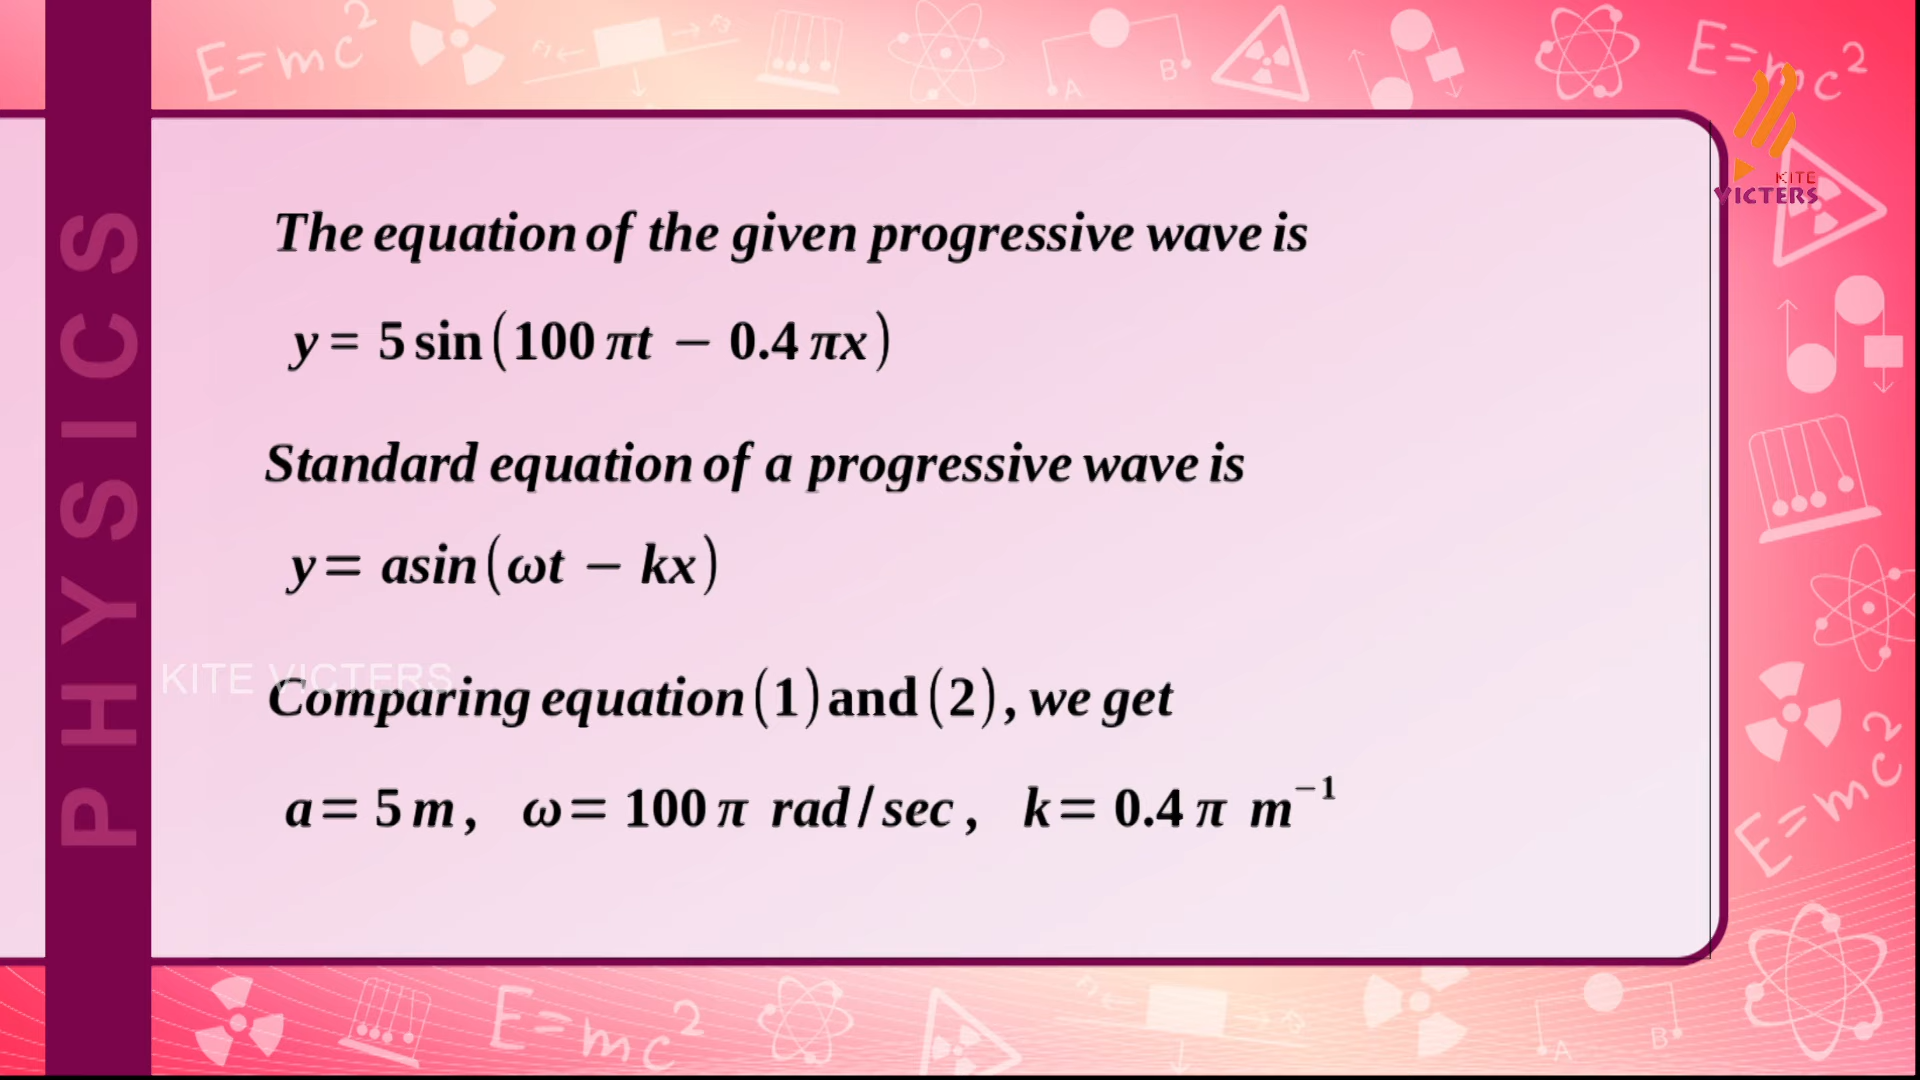 E=mc²
F1
F3
A
B
E=mc²
KITE
VICTERS
PHYSICS
The equation of the given progressive wave is
y = 5 sin(100 πt − 0.4 πx)
Standard equation of a progressive wave is
y = asin(ωt − kx)
KITE VICTERS
Comparing equation (1) and (2), we get
a = 5 m, ω = 100 π rad/sec, k = 0.4 π m⁻¹
E=mc²
E=mc²
A
B